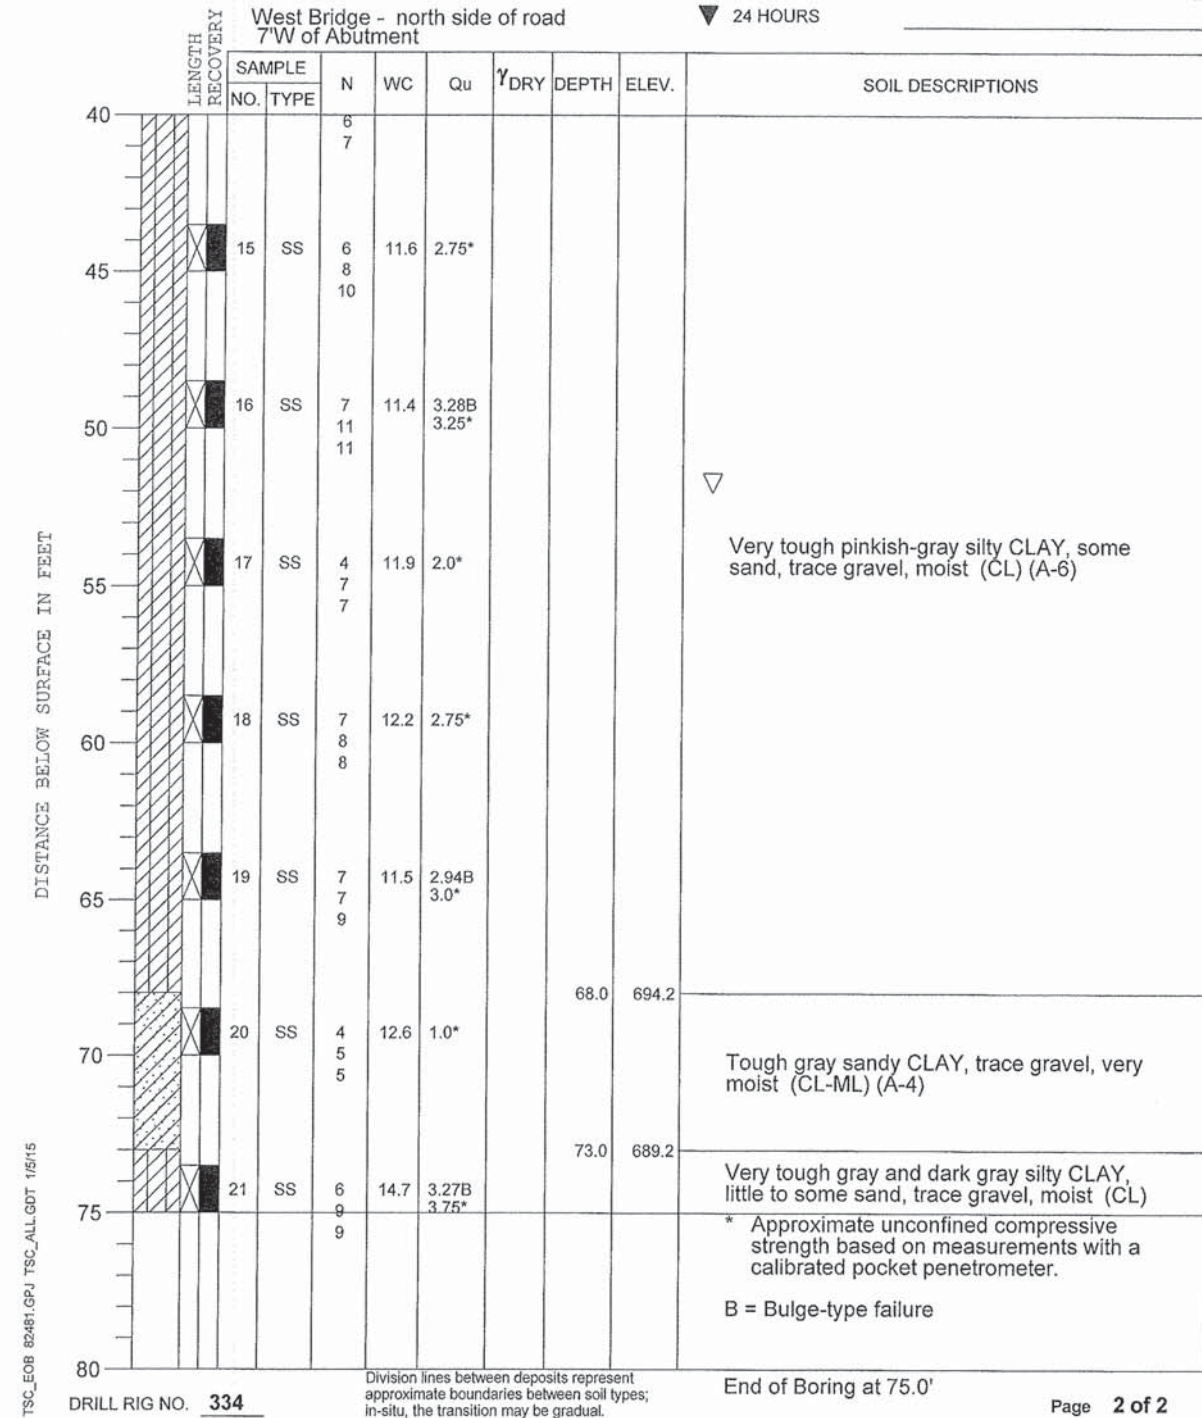 West Bridge - north side of road
7'W of Abutment
▼ 24 HOURS
LENGTH
RECOVERY
SAMPLE
NO. TYPE N WC Qu γDRY DEPTH ELEV. SOIL DESCRIPTIONS
40
6
7
15 SS 6 11.6 2.75*
8
45
10
16 SS 7 11.4 3.28B
3.25*
50 11
11
▽
Very tough pinkish-gray silty CLAY, some
sand, trace gravel, moist (CL) (A-6)
17 SS 4 11.9 2.0*
55 7
7
18 SS 7 12.2 2.75*
60 8
8
19 SS 7 11.5 2.94B
3.0*
65 7
9
68.0 694.2
20 SS 4 12.6 1.0*
70 5
5
Tough gray sandy CLAY, trace gravel, very
moist (CL-ML) (A-4)
73.0 689.2
Very tough gray and dark gray silty CLAY,
little to some sand, trace gravel, moist (CL)
21 SS 6 14.7 3.27B
3.75*
75 9
9
* Approximate unconfined compressive
strength based on measurements with a
calibrated pocket penetrometer.
B = Bulge-type failure
80
DISTANCE BELOW SURFACE IN FEET
TSC_EOB 82481.GPJ TSC_ALL.GDT 1/5/15
DRILL RIG NO. 334
Division lines between deposits represent
approximate boundaries between soil types;
in-situ, the transition may be gradual.
End of Boring at 75.0'
Page 2 of 2